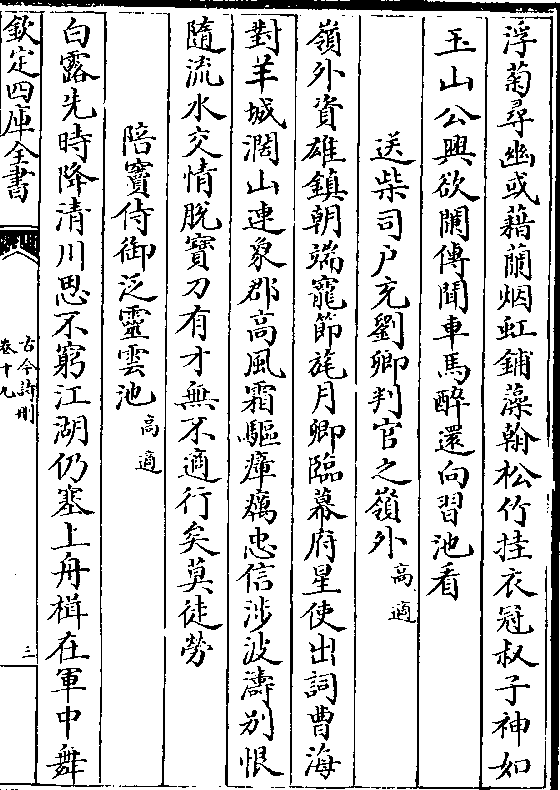 浮菊尋幽或藉蘭烟虹鋪藻翰松竹挂衣冠叔子神如
玉山公興欲闌傳聞車馬醉還向習池看
送柴司户充劉卿判官之嶺外 高適
嶺外資雄鎮朝端寵節旄月卿臨幕府星使出詞曹海
對羊城濶山連象郡高風霜驅瘴癘忠信涉波濤别恨
隨流水交情脱寶刀有才無不適行矣莫徒勞
陪竇侍御泛靈雲池 高適
白露先時降清川思不窮江湖仍塞上舟楫在軍中舞
欽定四庫全書
古今詩刪
卷十九
三